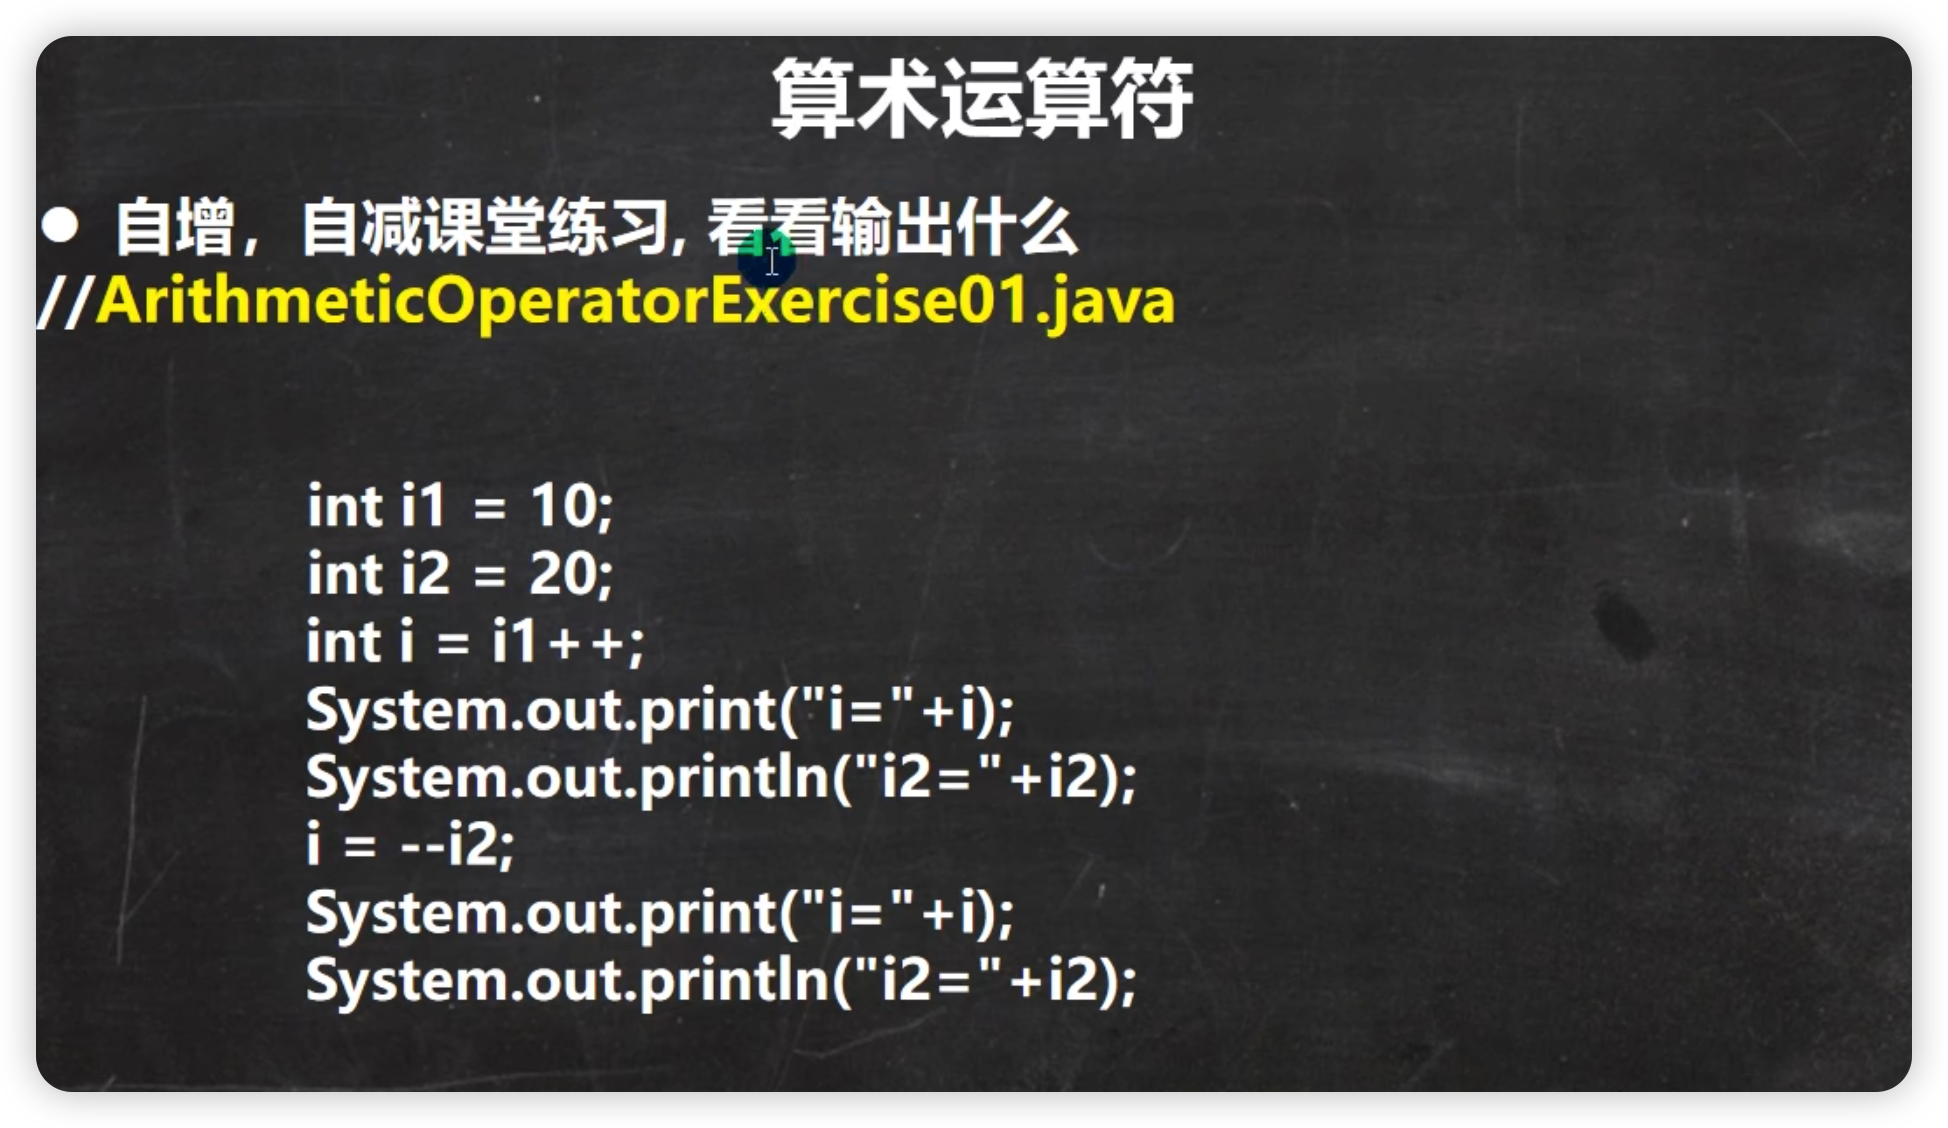 算术运算符
● 自增，自减课堂练习, 看看输出什么
//ArithmeticOperatorExercise01.java
int i1 = 10;
int i2 = 20;
int i = i1++;
System.out.print("i="+i);
System.out.println("i2="+i2);
i = --i2;
System.out.print("i="+i);
System.out.println("i2="+i2);